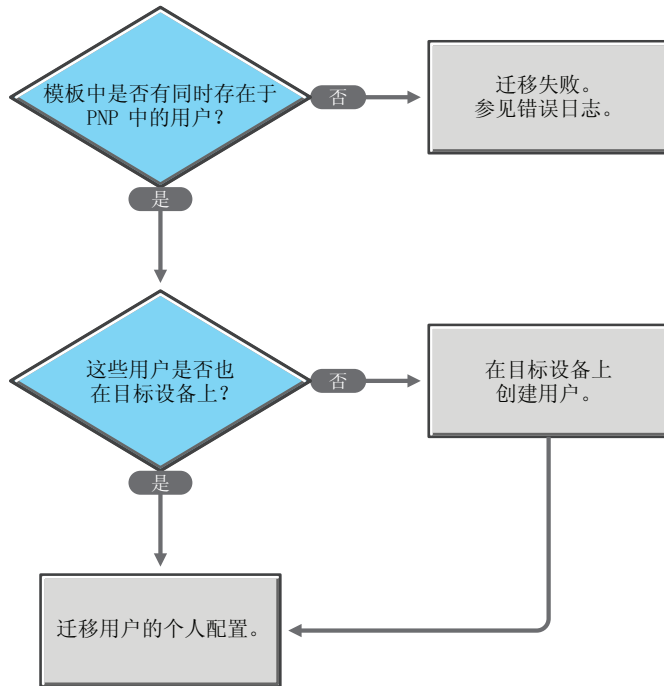 模板中是否有同时存在于
PNP 中的用户？
否
迁移失败。
参见错误日志。
是
这些用户是否也
在目标设备上？
否
在目标设备上
创建用户。
是
迁移用户的个人配置。